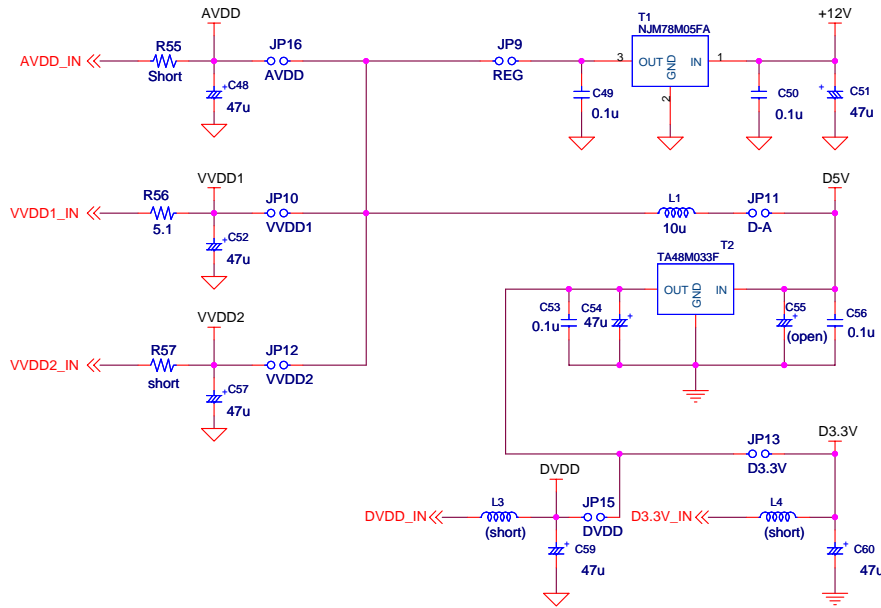 AVDD
JP16
JP9
T1
NJM78M05FA
+12V
AVDD_IN
R55
Short
AVDD
REG
3
OUT
GND
IN
1
2
C48
47u
C49
0.1u
C50
0.1u
C51
47u
VVDD1
D5V
VVDD1_IN
R56
5.1
JP10
VVDD1
L1
10u
JP11
D-A
C52
47u
T2
TA48M033F
OUT
GND
IN
C53
0.1u
C54
47u
C55
(open)
C56
0.1u
VVDD2
VVDD2_IN
R57
short
JP12
VVDD2
C57
47u
JP13
D3.3V
D3.3V
DVDD
DVDD_IN
L3
(short)
JP15
DVDD
D3.3V_IN
L4
(short)
C59
47u
C60
47u